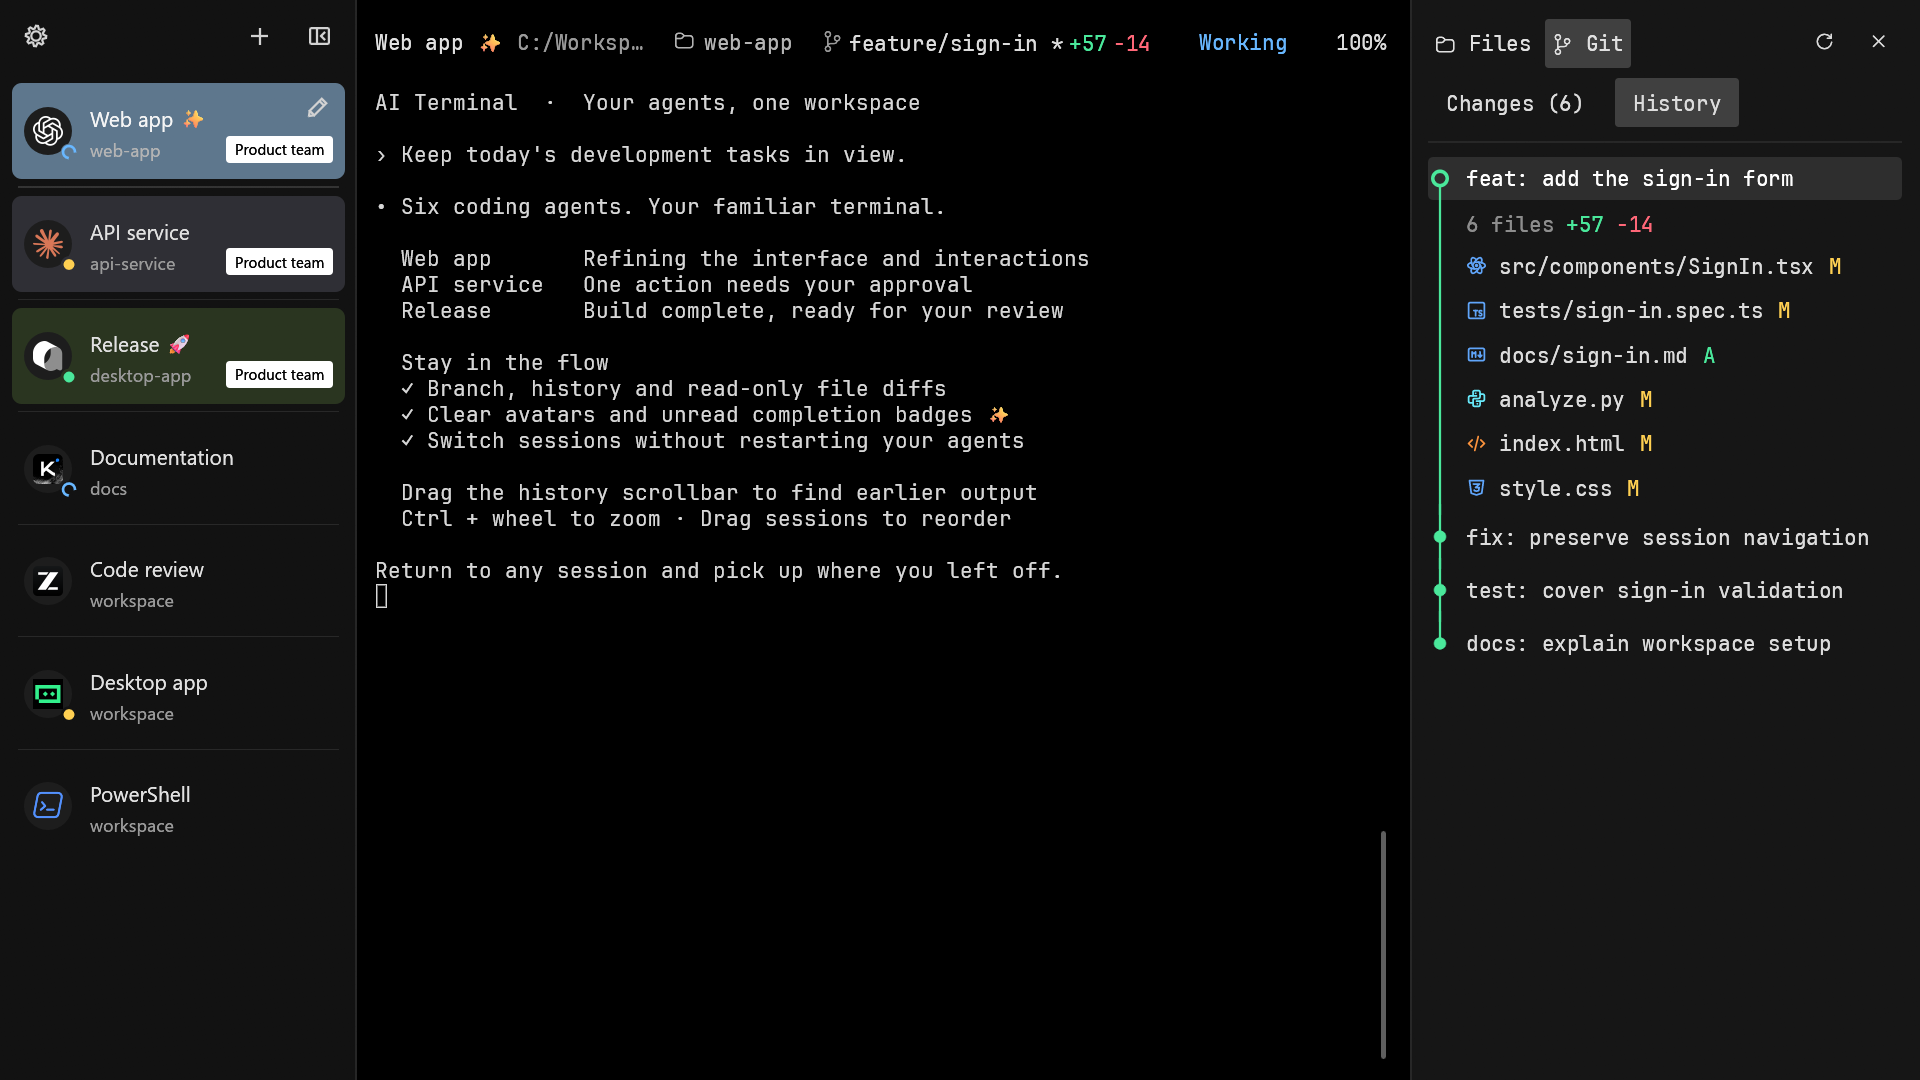 Web app ✨
web-app
Product team
API service
api-service
Product team
Release 🚀
desktop-app
Product team
Documentation
docs
Code review
workspace
Desktop app
workspace
PowerShell
workspace
Web app ✨ C:/Worksp… web-app feature/sign-in * +57 -14 Working 100%
AI Terminal · Your agents, one workspace
› Keep today's development tasks in view.
• Six coding agents. Your familiar terminal.
Web app Refining the interface and interactions
API service One action needs your approval
Release Build complete, ready for your review
Stay in the flow
✓ Branch, history and read-only file diffs
✓ Clear avatars and unread completion badges ✨
✓ Switch sessions without restarting your agents
Drag the history scrollbar to find earlier output
Ctrl + wheel to zoom · Drag sessions to reorder
Return to any session and pick up where you left off.
Files Git
Changes (6) History
feat: add the sign-in form
6 files +57 -14
src/components/SignIn.tsx M
tests/sign-in.spec.ts M
docs/sign-in.md A
analyze.py M
index.html M
style.css M
fix: preserve session navigation
test: cover sign-in validation
docs: explain workspace setup